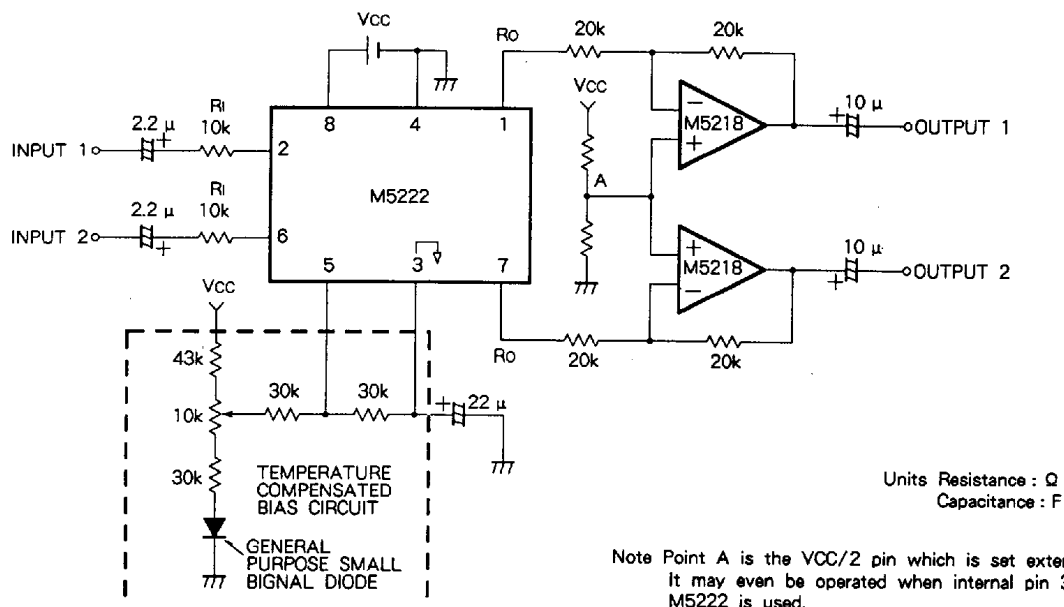 VCC
RO
20k
20k
VCC
10 μ
M5218
OUTPUT 1
RI
2.2 μ
10k
8
4
1
INPUT 1
2
A
M5222
RI
2.2 μ
10k
INPUT 2
6
10 μ
M5218
OUTPUT 2
5
3
7
VCC
RO
20k
20k
43k
30k
30k
22 μ
10k
30k
TEMPERATURE
COMPENSATED
BIAS CIRCUIT
GENERAL
PURPOSE SMALL
BIGNAL DIODE
Units Resistance : Ω
Capacitance : F
Note Point A is the VCC/2 pin which is set exter
It may even be operated when internal pin 3
M5222 is used.